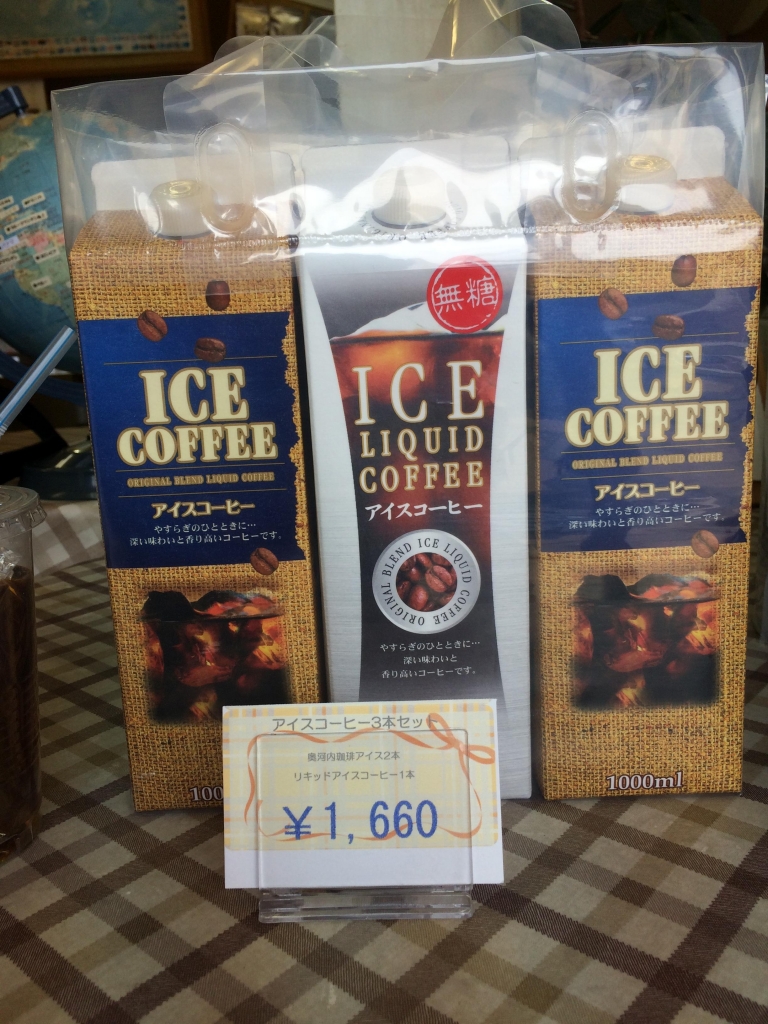 ICE
COFFEE
ORIGINAL BLEND LIQUID COFFEE
アイスコーヒー
やすらぎのひとときに…
深い味わいと香り高いコーヒーです。
100
無糖
ICE
LIQUID
COFFEE
アイスコーヒー
ORIGINAL BLEND ICE LIQUID COFFEE
やすらぎのひとときに…
深い味わいと
香り高いコーヒーです。
ICE
COFFEE
ORIGINAL BLEND LIQUID COFFEE
アイスコーヒー
やすらぎのひとときに…
深い味わいと香り高いコーヒーです。
1000ml
アイスコーヒー3本セット
奥河内珈琲アイス2本
リキッドアイスコーヒー1本
￥1,660